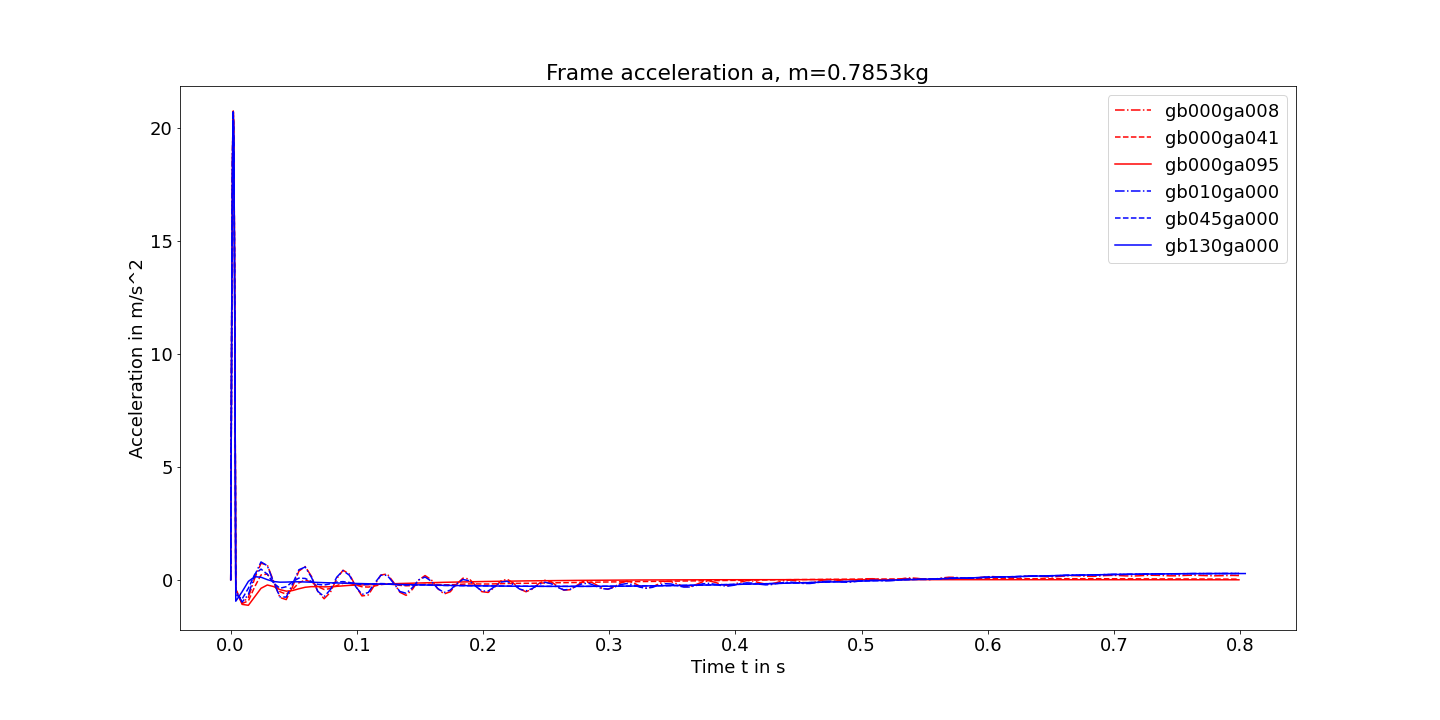 Frame acceleration a, m=0.7853kg
gb000ga008
gb000ga041
gb000ga095
gb010ga000
gb045ga000
gb130ga000
Acceleration in m/s^2
20
15
10
5
0
0.0 0.1 0.2 0.3 0.4 0.5 0.6 0.7 0.8
Time t in s